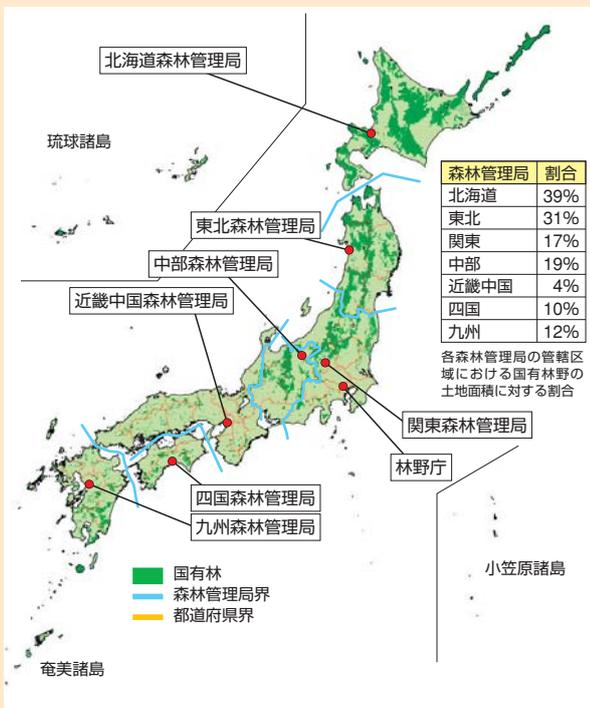 北海道森林管理局
琉球諸島
森林管理局 割合
北海道 39%
東北 31%
関東 17%
中部 19%
近畿中国 4%
四国 10%
九州 12%
各森林管理局の管轄区
域における国有林野の
土地面積に対する割合
東北森林管理局
中部森林管理局
近畿中国森林管理局
関東森林管理局
林野庁
四国森林管理局
九州森林管理局
国有林
森林管理局界
都道府県界
小笠原諸島
奄美諸島